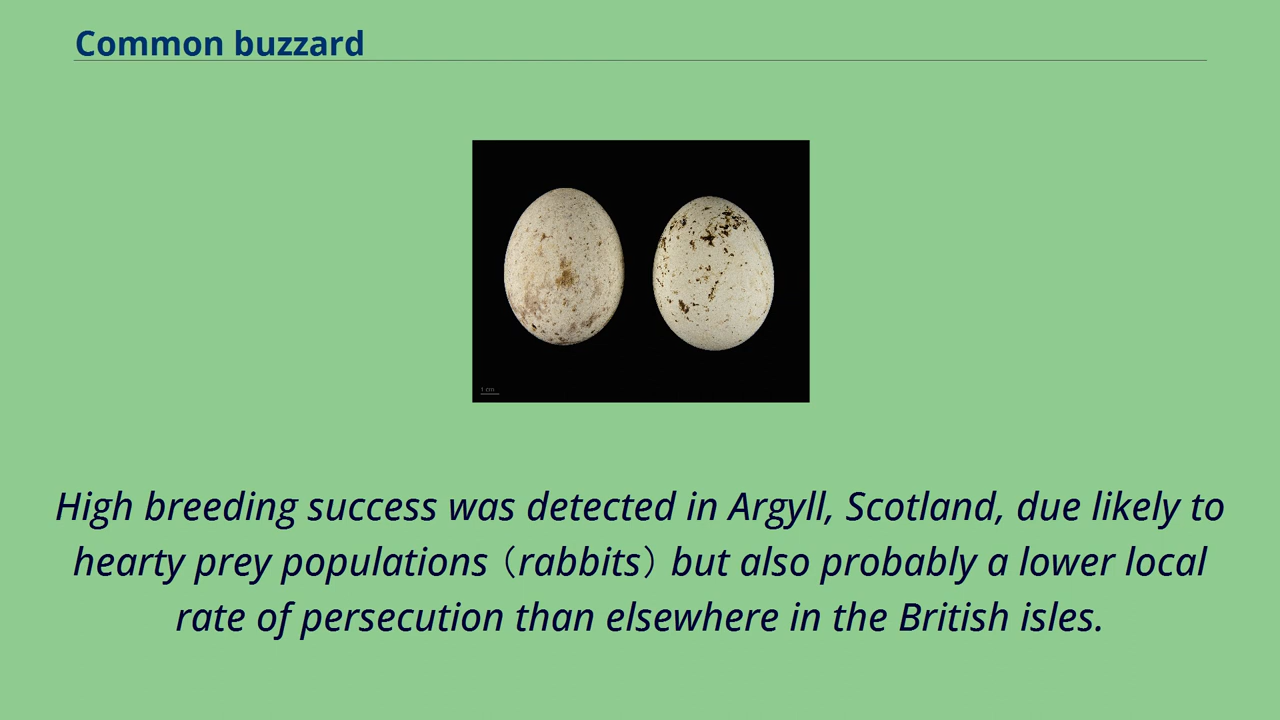 Common buzzard
1 cm
High breeding success was detected in Argyll, Scotland, due likely to
hearty prey populations（rabbits）but also probably a lower local
rate of persecution than elsewhere in the British isles.